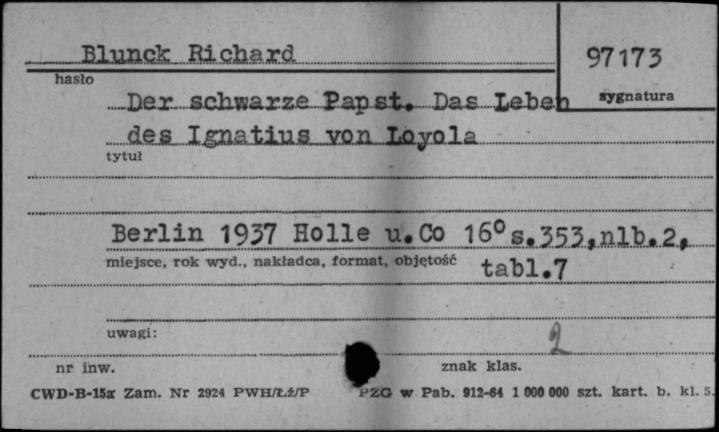 Blunck Richard
97173
hasło
sygnatura
Der schwarze Papst. Das Leben
des Ignatius von Loyola
tytuł
Berlin 1937 Holle u.Co 16° s.353,nlb.2,
miejsce, rok wyd., nakładca, format, objętość
tabl.7
uwagi:
2
nr inw.
znak klas.
CWD-B-15a Zam. Nr 2924 PWH/Łź/P PZG w Pab. 912-64 1 000 000 szt. kart. b. kl. 5.